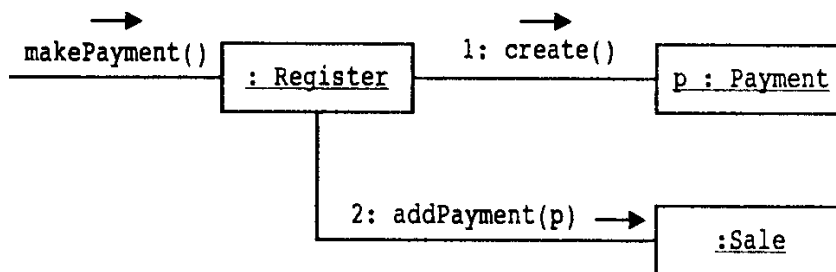 makePayment()
: Register
1: create()
p : Payment
2: addPayment(p)
:Sale